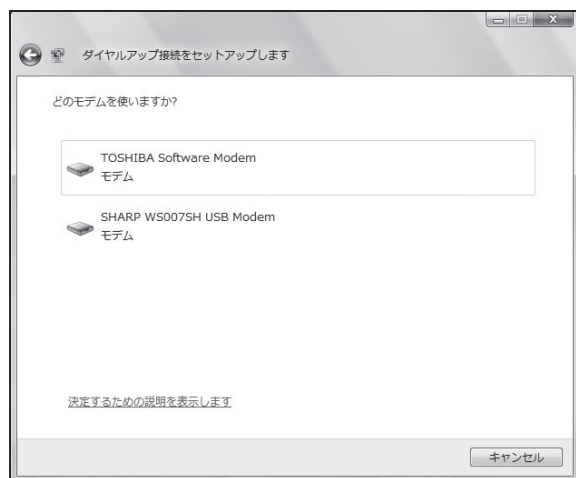 ダイヤルアップ接続をセットアップします
どのモデムを使いますか?
TOSHIBA Software Modem
モデム
SHARP WS007SH USB Modem
モデム
決定するための説明を表示します
キャンセル